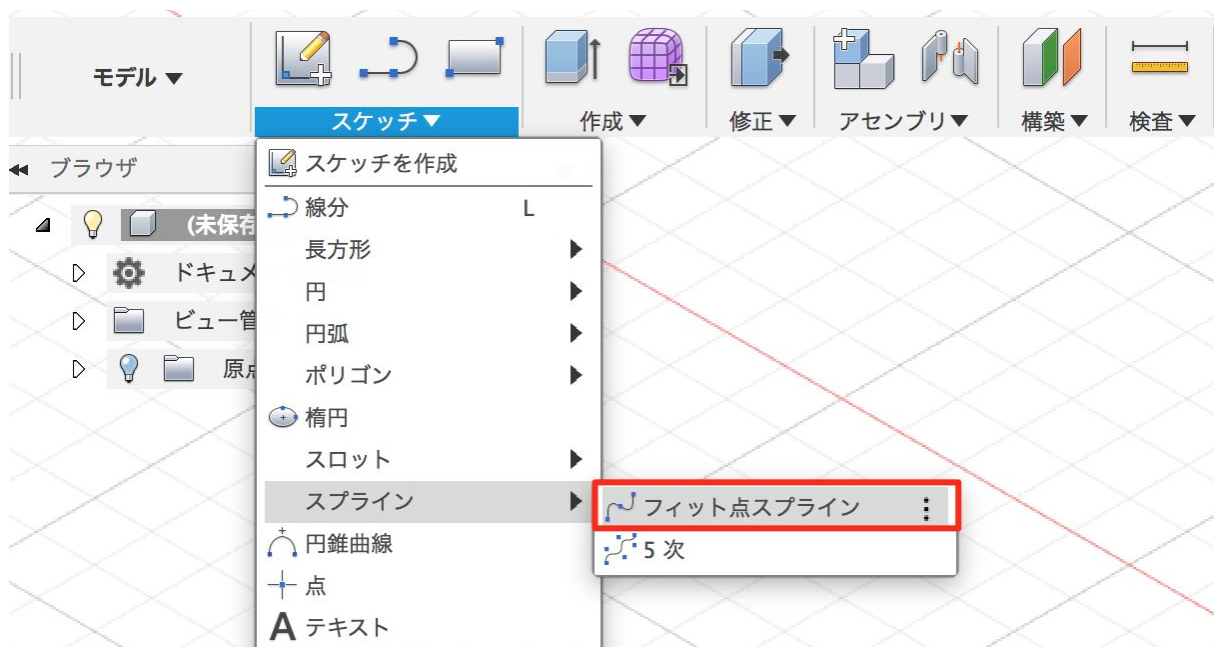 モデル ▼
スケッチ▼
作成▼
修正▼
アセンブリ▼
構築▼
検査▼
ブラウザ
スケッチを作成
線分 L
(未保存
長方形
ドキュメ
円
ビュー管
円弧
原点
ポリゴン
楕円
スロット
スプライン
フィット点スプライン
円錐曲線
5 次
点
A テキスト